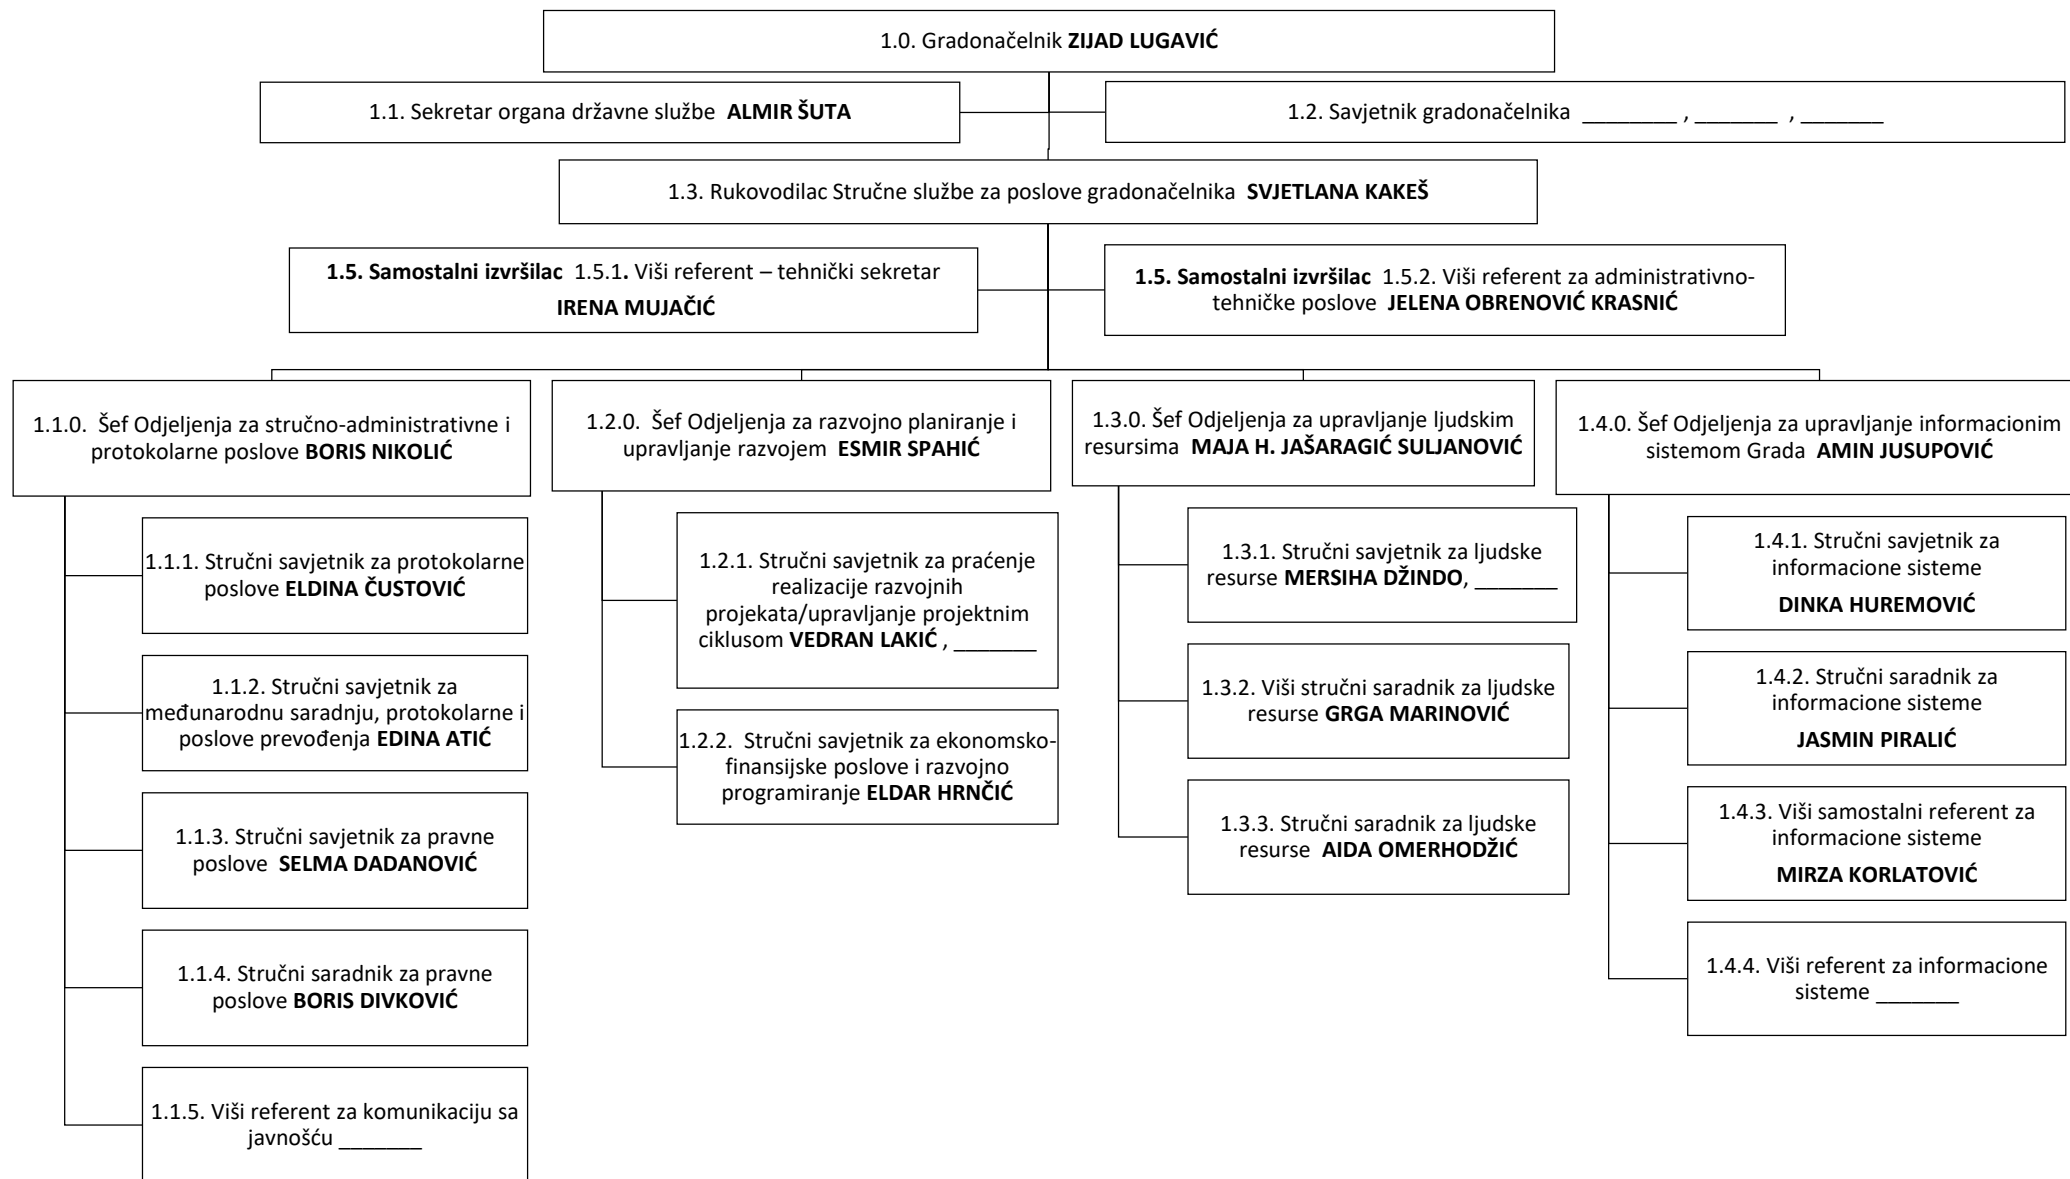 1.0. Gradonačelnik ZIJAD LUGAVIĆ
1.1. Sekretar organa državne službe ALMIR ŠUTA
1.2. Savjetnik gradonačelnika ________ , _______ , _______
1.3. Rukovodilac Stručne službe za poslove gradonačelnika SVJETLANA KAKEŠ
1.5. Samostalni izvršilac 1.5.1. Viši referent – tehnički sekretar
IRENA MUJAČIĆ
1.5. Samostalni izvršilac 1.5.2. Viši referent za administrativno-
tehničke poslove JELENA OBRENOVIĆ KRASNIĆ
1.1.0. Šef Odjeljenja za stručno-administrativne i
protokolarne poslove BORIS NIKOLIĆ
1.1.1. Stručni savjetnik za protokolarne
poslove ELDINA ČUSTOVIĆ
1.1.2. Stručni savjetnik za
međunarodnu saradnju, protokolarne i
poslove prevođenja EDINA ATIĆ
1.1.3. Stručni savjetnik za pravne
poslove SELMA DADANOVIĆ
1.1.4. Stručni saradnik za pravne
poslove BORIS DIVKOVIĆ
1.1.5. Viši referent za komunikaciju sa
javnošću _______
1.2.0. Šef Odjeljenja za razvojno planiranje i
upravljanje razvojem ESMIR SPAHIĆ
1.2.1. Stručni savjetnik za praćenje
realizacije razvojnih
projekata/upravljanje projektnim
ciklusom VEDRAN LAKIĆ , _______
1.2.2. Stručni savjetnik za ekonomsko-
finansijske poslove i razvojno
programiranje ELDAR HRNČIĆ
1.3.0. Šef Odjeljenja za upravljanje ljudskim
resursima MAJA H. JAŠARAGIĆ SULJANOVIĆ
1.3.1. Stručni savjetnik za ljudske
resurse MERSIHA DŽINDO, _______
1.3.2. Viši stručni saradnik za ljudske
resurse GRGA MARINOVIĆ
1.3.3. Stručni saradnik za ljudske
resurse AIDA OMERHODŽIĆ
1.4.0. Šef Odjeljenja za upravljanje informacionim
sistemom Grada AMIN JUSUPOVIĆ
1.4.1. Stručni savjetnik za
informacione sisteme
DINKA HUREMOVIĆ
1.4.2. Stručni saradnik za
informacione sisteme
JASMIN PIRALIĆ
1.4.3. Viši samostalni referent za
informacione sisteme
MIRZA KORLATOVIĆ
1.4.4. Viši referent za informacione
sisteme _______